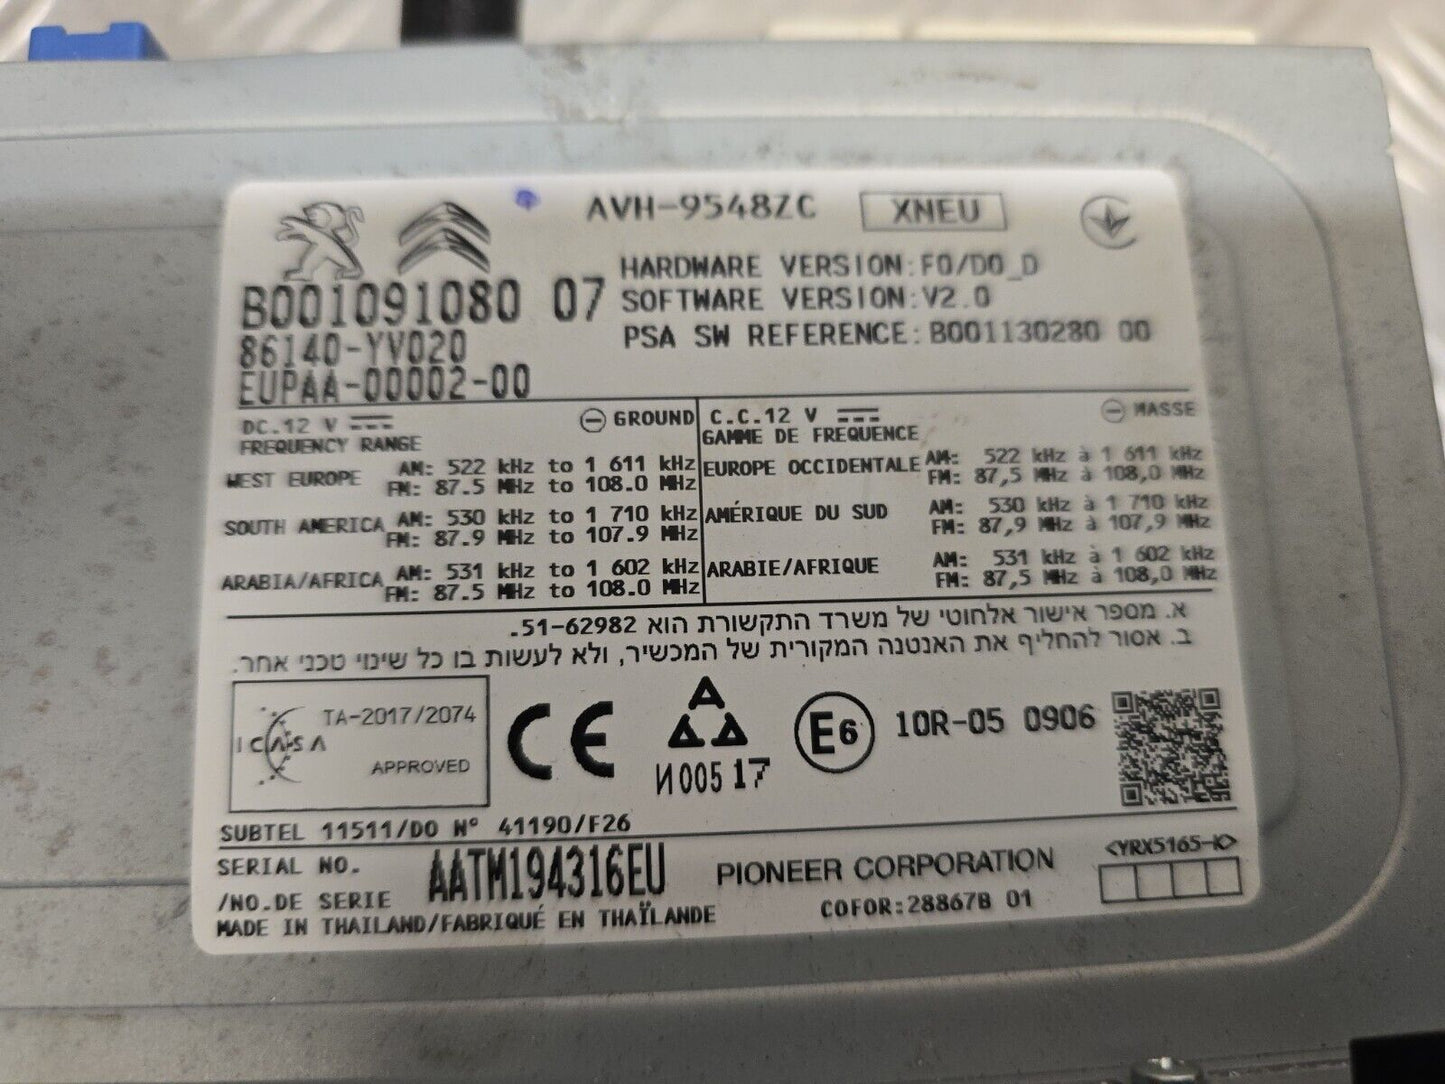 AVH-9548ZC XNEU
HARDWARE VERSION:F0/D0_D
B001091080 07
SOFTWARE VERSION:V2.0
86140-YV020
PSA SW REFERENCE:B001130280 00
EUPAA-00002-00
DC.12 V GROUND
FREQUENCY RANGE
WEST EUROPE AM: 522 kHz to 1 611 kHz
FM: 87.5 MHz to 108.0 MHz
SOUTH AMERICA AM: 530 kHz to 1 710 kHz
FM: 87.9 MHz to 107.9 MHz
ARABIA/AFRICA AM: 531 kHz to 1 602 kHz
FM: 87.5 MHz to 108.0 MHz
C.C.12 V MASSE
GAMME DE FREQUENCE
EUROPE OCCIDENTALE AM: 522 kHz à 1 611 kHz
FM: 87,5 MHz à 108,0 MHz
AMÉRIQUE DU SUD AM: 530 kHz à 1 710 kHz
FM: 87,9 MHz à 107,9 MHz
ARABIE/AFRIQUE AM: 531 kHz à 1 602 kHz
FM: 87,5 MHz à 108,0 MHz
א. מספר אישור אלחוטי של משרד התקשורת הוא 51-62982.
ב. אסור להחליף את האנטנה המקורית של המכשיר, ולא לעשות בו כל שינוי טכני אחר.
TA-2017/2074
ICASA
APPROVED
CE
И00517
E6
10R-05 0906
SUBTEL 11511/DO N° 41190/F26
SERIAL NO.
/NO.DE SERIE AATM194316EU
PIONEER CORPORATION
<YRX5165-K>
MADE IN THAILAND/FABRIQUÉ EN THAÏLANDE
COFOR:28867B 01